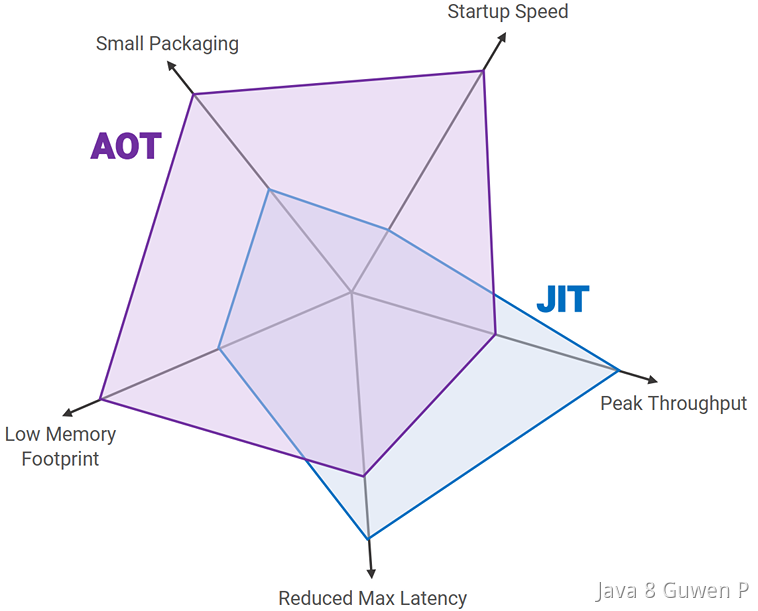 Startup Speed
Small Packaging
AOT
JIT
Peak Throughput
Low Memory
Footprint
Reduced Max Latency
Java 8 Guwen P